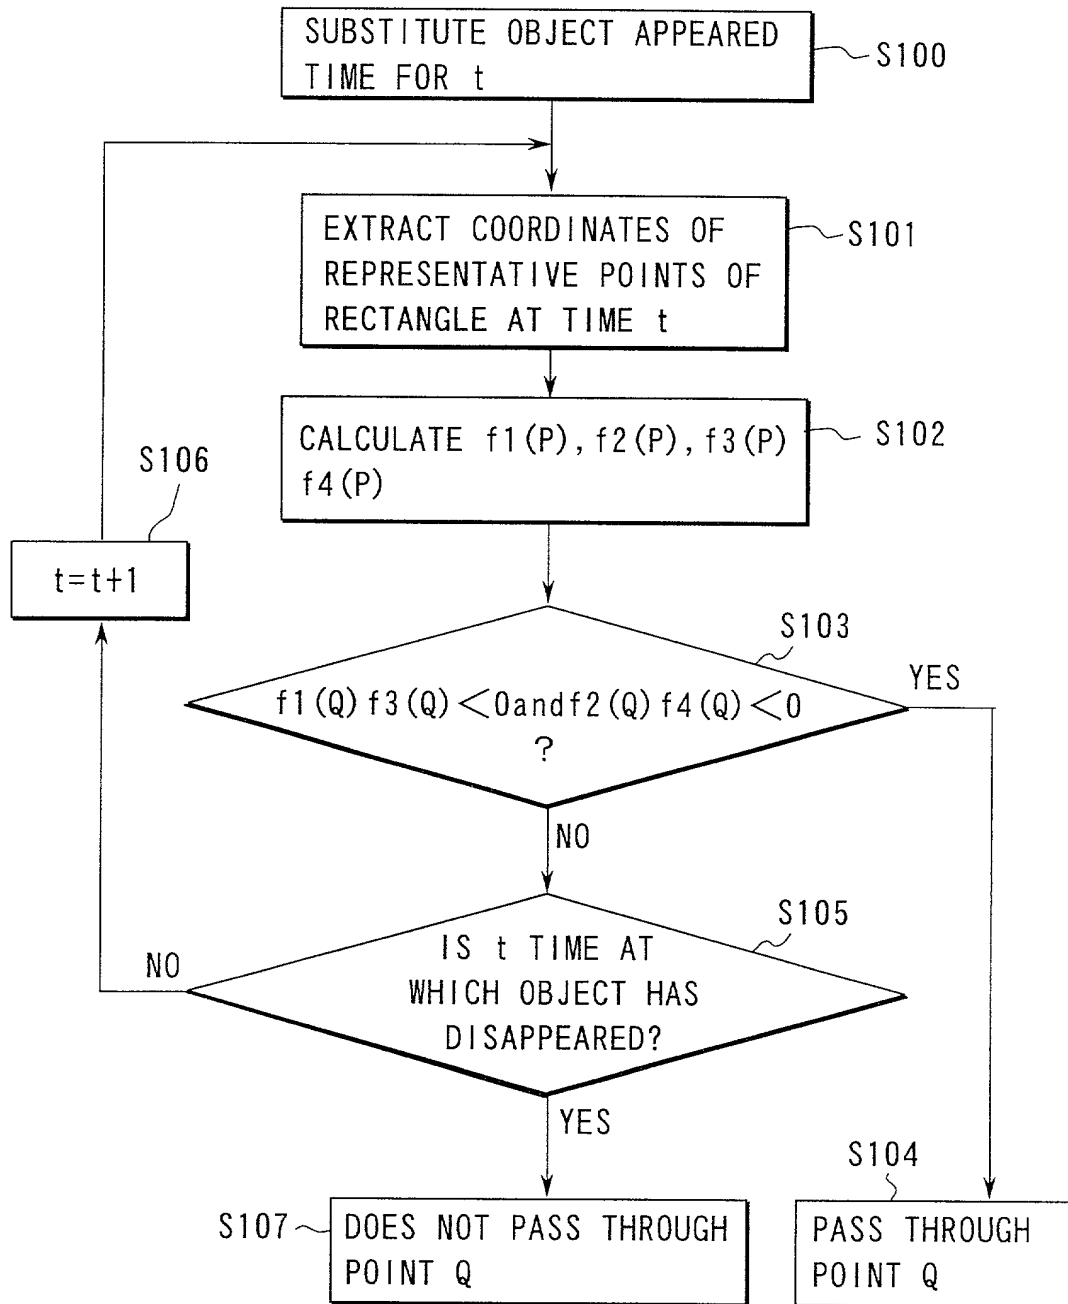 SUBSTITUTE OBJECT APPEARED
TIME FOR t
S100
EXTRACT COORDINATES OF
REPRESENTATIVE POINTS OF
RECTANGLE AT TIME t
S101
CALCULATE f1(P), f2(P), f3(P)
f4(P)
S102
S106
t=t+1
S103
f1(Q)f3(Q)<0andf2(Q)f4(Q)<0
?
YES
NO
S105
IS t TIME AT
WHICH OBJECT HAS
DISAPPEARED?
NO
YES
S104
S107
DOES NOT PASS THROUGH
POINT Q
PASS THROUGH
POINT Q